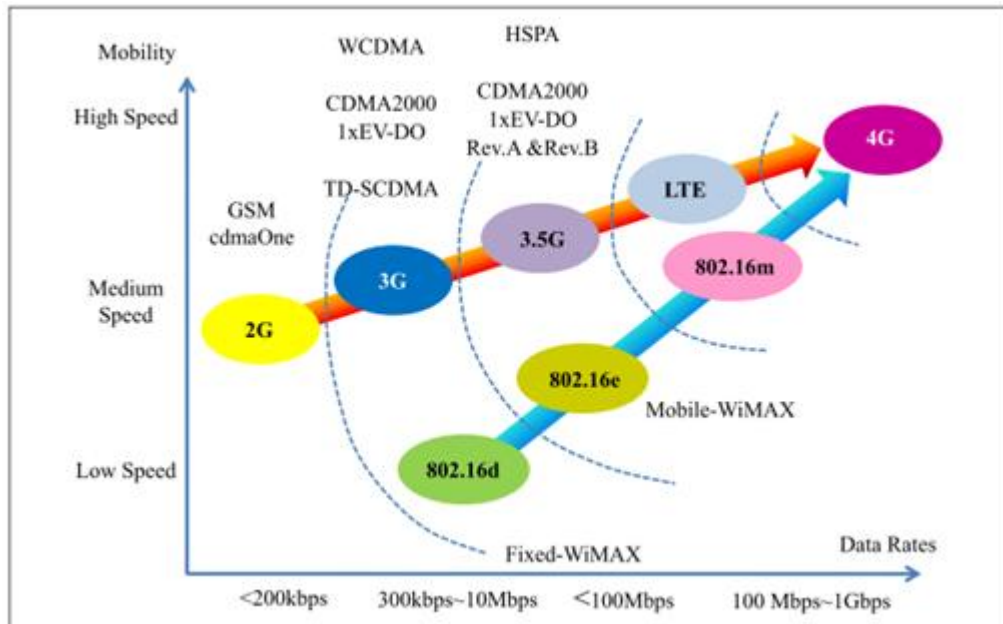 Mobility
WCDMA
HSPA
High Speed
CDMA2000
1xEV-DO
CDMA2000
1xEV-DO
Rev.A &Rev.B
4G
TD-SCDMA
LTE
GSM
cdmaOne
3.5G
802.16m
3G
Medium
Speed
2G
802.16e
Mobile-WiMAX
Low Speed
802.16d
Fixed-WiMAX
Data Rates
<200kbps
300kbps~10Mbps
<100Mbps
100 Mbps~1Gbps